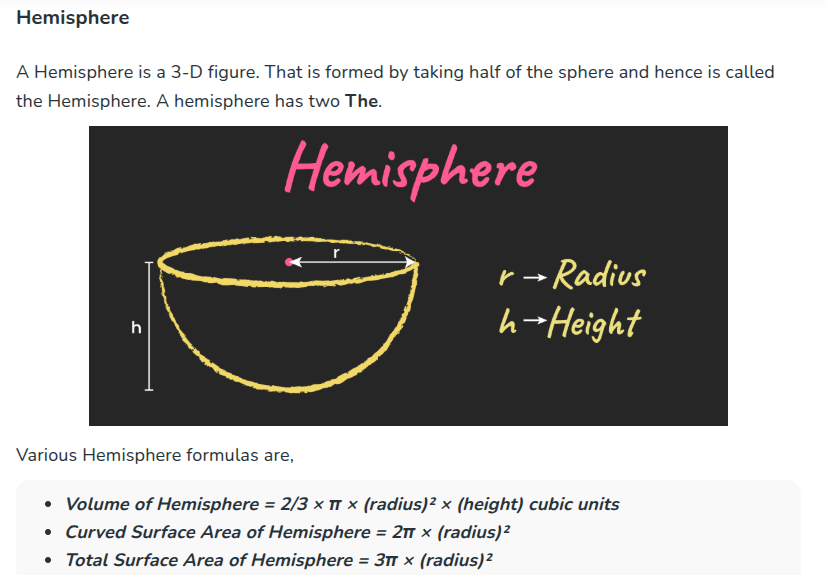 Hemisphere
A Hemisphere is a 3-D figure. That is formed by taking half of the sphere and hence is called
the Hemisphere. A hemisphere has two The.
Hemisphere
r
r → Radius
h
h → Height
Various Hemisphere formulas are,
• Volume of Hemisphere = 2/3 × π × (radius)² × (height) cubic units
• Curved Surface Area of Hemisphere = 2π × (radius)²
• Total Surface Area of Hemisphere = 3π × (radius)²